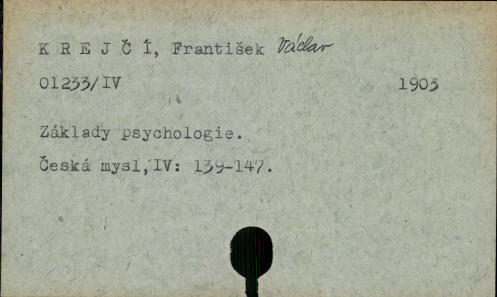 K R E J Č Í, František Václav
01233/IV 1903
Základy psychologie.
Česká mysl, IV: 139-147.